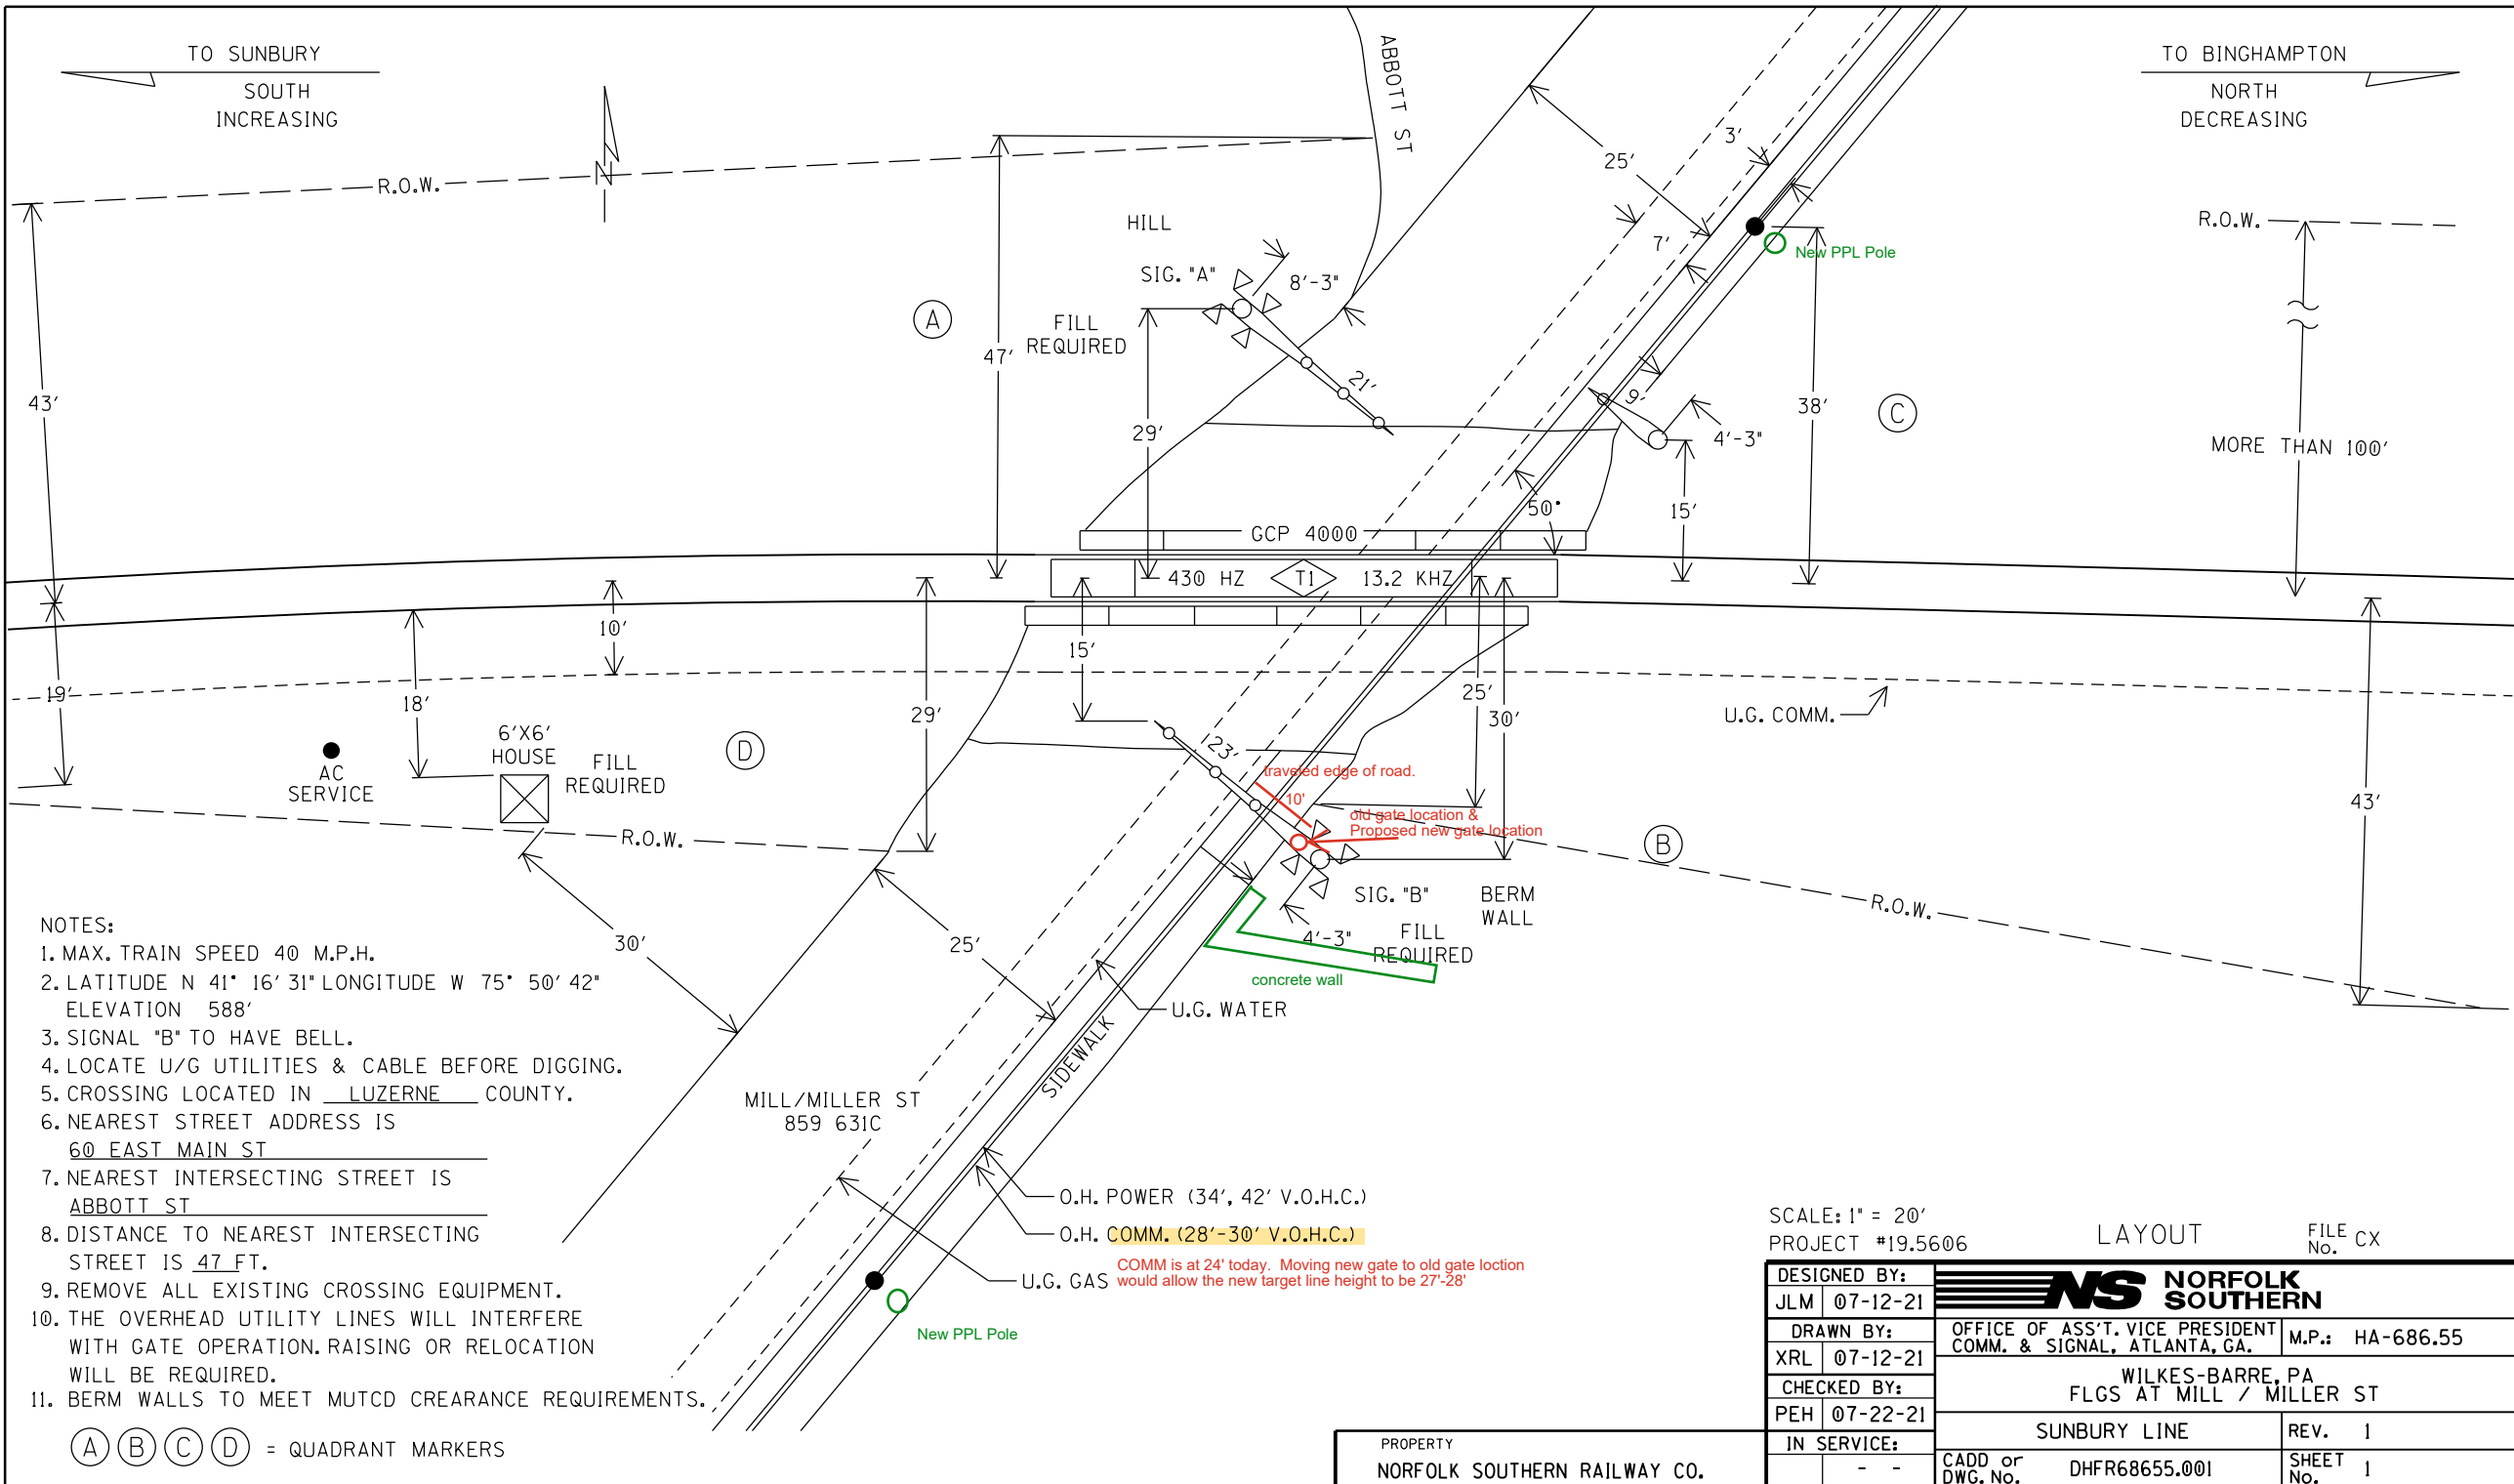 TO SUNBURY
SOUTH
INCREASING
TO BINGHAMPTON
NORTH
DECREASING
ABBOTT ST
R.O.W.
N
3'
25'
7'
HILL
SIG. "A"
8'-3"
New PPL Pole
R.O.W.
A
FILL
REQUIRED
47'
43'
29'
21'
9'
4'-3"
38'
C
MORE THAN 100'
50°
15'
GCP 4000
430 HZ
T1
13.2 KHZ
10'
15'
19'
18'
29'
25'
30'
U.G. COMM.
6'X6'
HOUSE
FILL
REQUIRED
D
AC
SERVICE
23'
traveled edge of road.
10'
old gate location &
Proposed new gate location
43'
B
R.O.W.
SIG. "B"
BERM
WALL
4'-3"
FILL
REQUIRED
R.O.W.
concrete wall
30'
25'
U.G. WATER
SIDEWALK
MILL/MILLER ST
859 631C
O.H. POWER (34', 42' V.O.H.C.)
O.H. COMM. (28'-30' V.O.H.C.)
COMM is at 24' today.  Moving new gate to old gate loction
would allow the new target line height to be 27'-28'
U.G. GAS
New PPL Pole
NOTES:
1. MAX. TRAIN SPEED 40 M.P.H.
2. LATITUDE N 41° 16' 31" LONGITUDE W 75° 50' 42"
ELEVATION 588'
3. SIGNAL "B" TO HAVE BELL.
4. LOCATE U/G UTILITIES & CABLE BEFORE DIGGING.
5. CROSSING LOCATED IN LUZERNE COUNTY.
6. NEAREST STREET ADDRESS IS
60 EAST MAIN ST
7. NEAREST INTERSECTING STREET IS
ABBOTT ST
8. DISTANCE TO NEAREST INTERSECTING
STREET IS 47 FT.
9. REMOVE ALL EXISTING CROSSING EQUIPMENT.
10. THE OVERHEAD UTILITY LINES WILL INTERFERE
WITH GATE OPERATION. RAISING OR RELOCATION
WILL BE REQUIRED.
11. BERM WALLS TO MEET MUTCD CREARANCE REQUIREMENTS.
A B C D = QUADRANT MARKERS
SCALE: 1" = 20'
PROJECT #19.5606
LAYOUT
FILE No. CX
DESIGNED BY:
JLM 07-12-21
DRAWN BY:
XRL 07-12-21
CHECKED BY:
PEH 07-22-21
IN SERVICE:
- -
NS NORFOLK SOUTHERN
OFFICE OF ASS'T. VICE PRESIDENT
COMM. & SIGNAL, ATLANTA, GA.
M.P.: HA-686.55
WILKES-BARRE, PA
FLGS AT MILL / MILLER ST
SUNBURY LINE
REV. 1
CADD or DWG. No. DHFR68655.001
SHEET No. 1
PROPERTY
NORFOLK SOUTHERN RAILWAY CO.